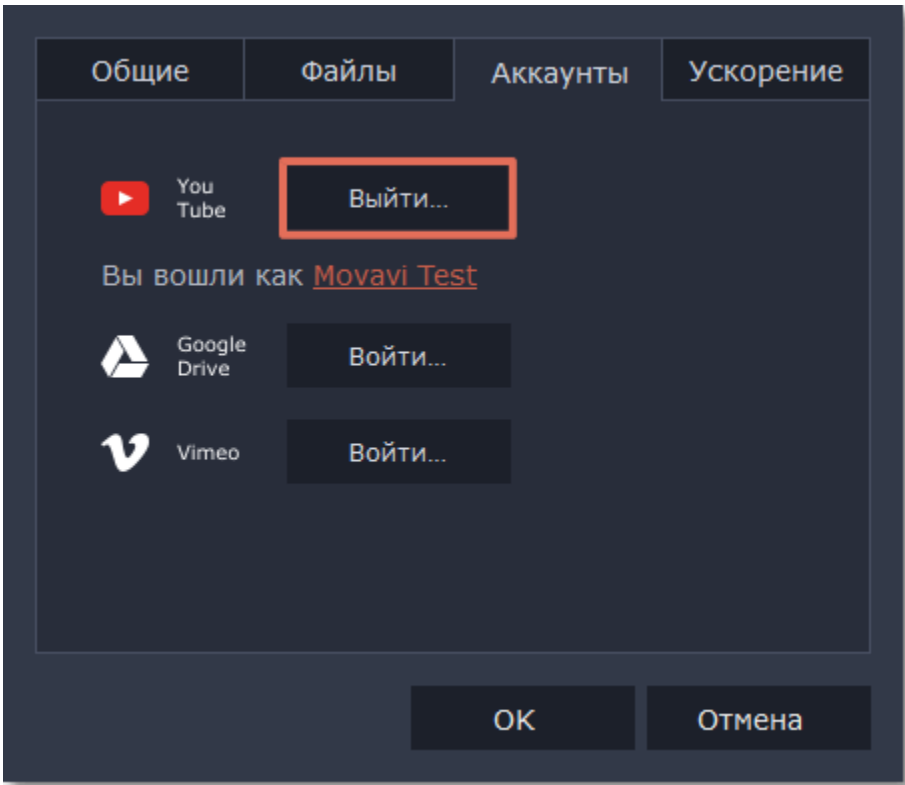 Общие
Файлы
Аккаунты
Ускорение
You
Tube
Выйти...
Вы вошли как Movavi Test
Google
Drive
Войти...
Vimeo
Войти...
OK
Отмена